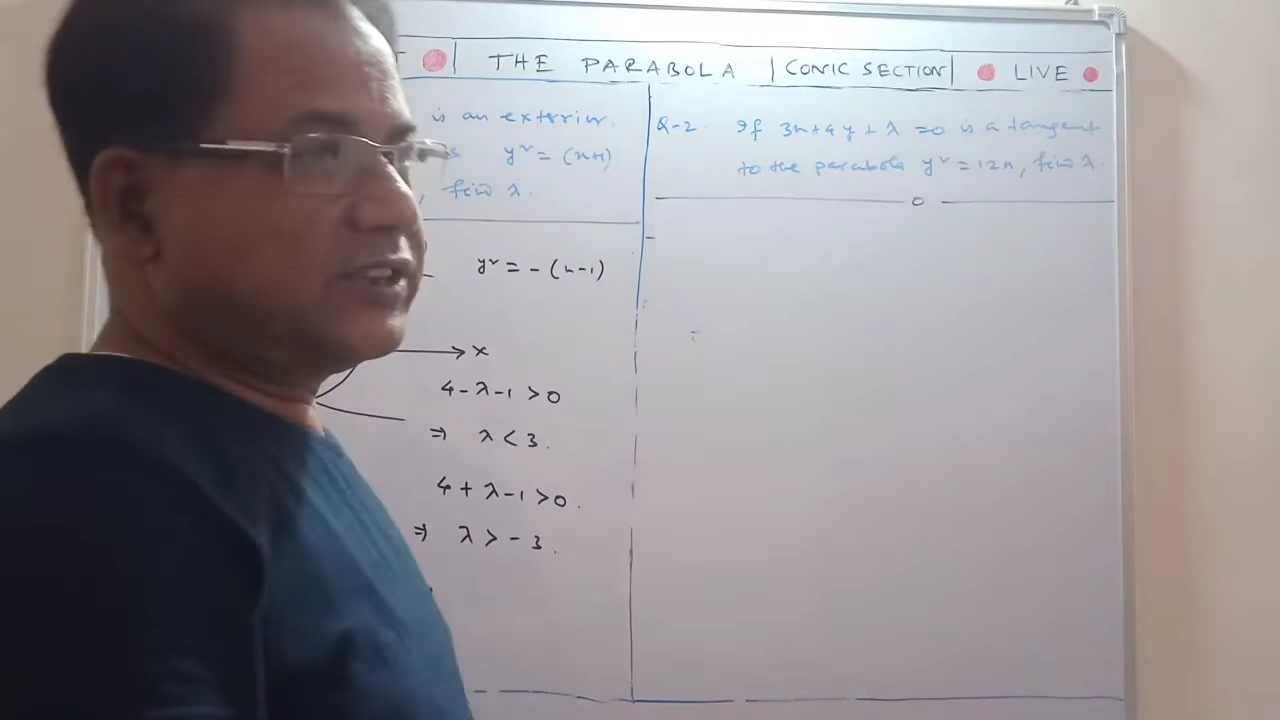 THE PARABOLA | CONIC SECTION | LIVE
is an exterior
y² = (x+1)
, find λ.
y² = -(x-1)
x
4-λ-1>0
⇒ λ<3.
4+λ-1>0.
⇒ λ>-3.
Q-2. If 3x+4y+λ=0 is a tangent
to the parabola y²=12x, find λ.